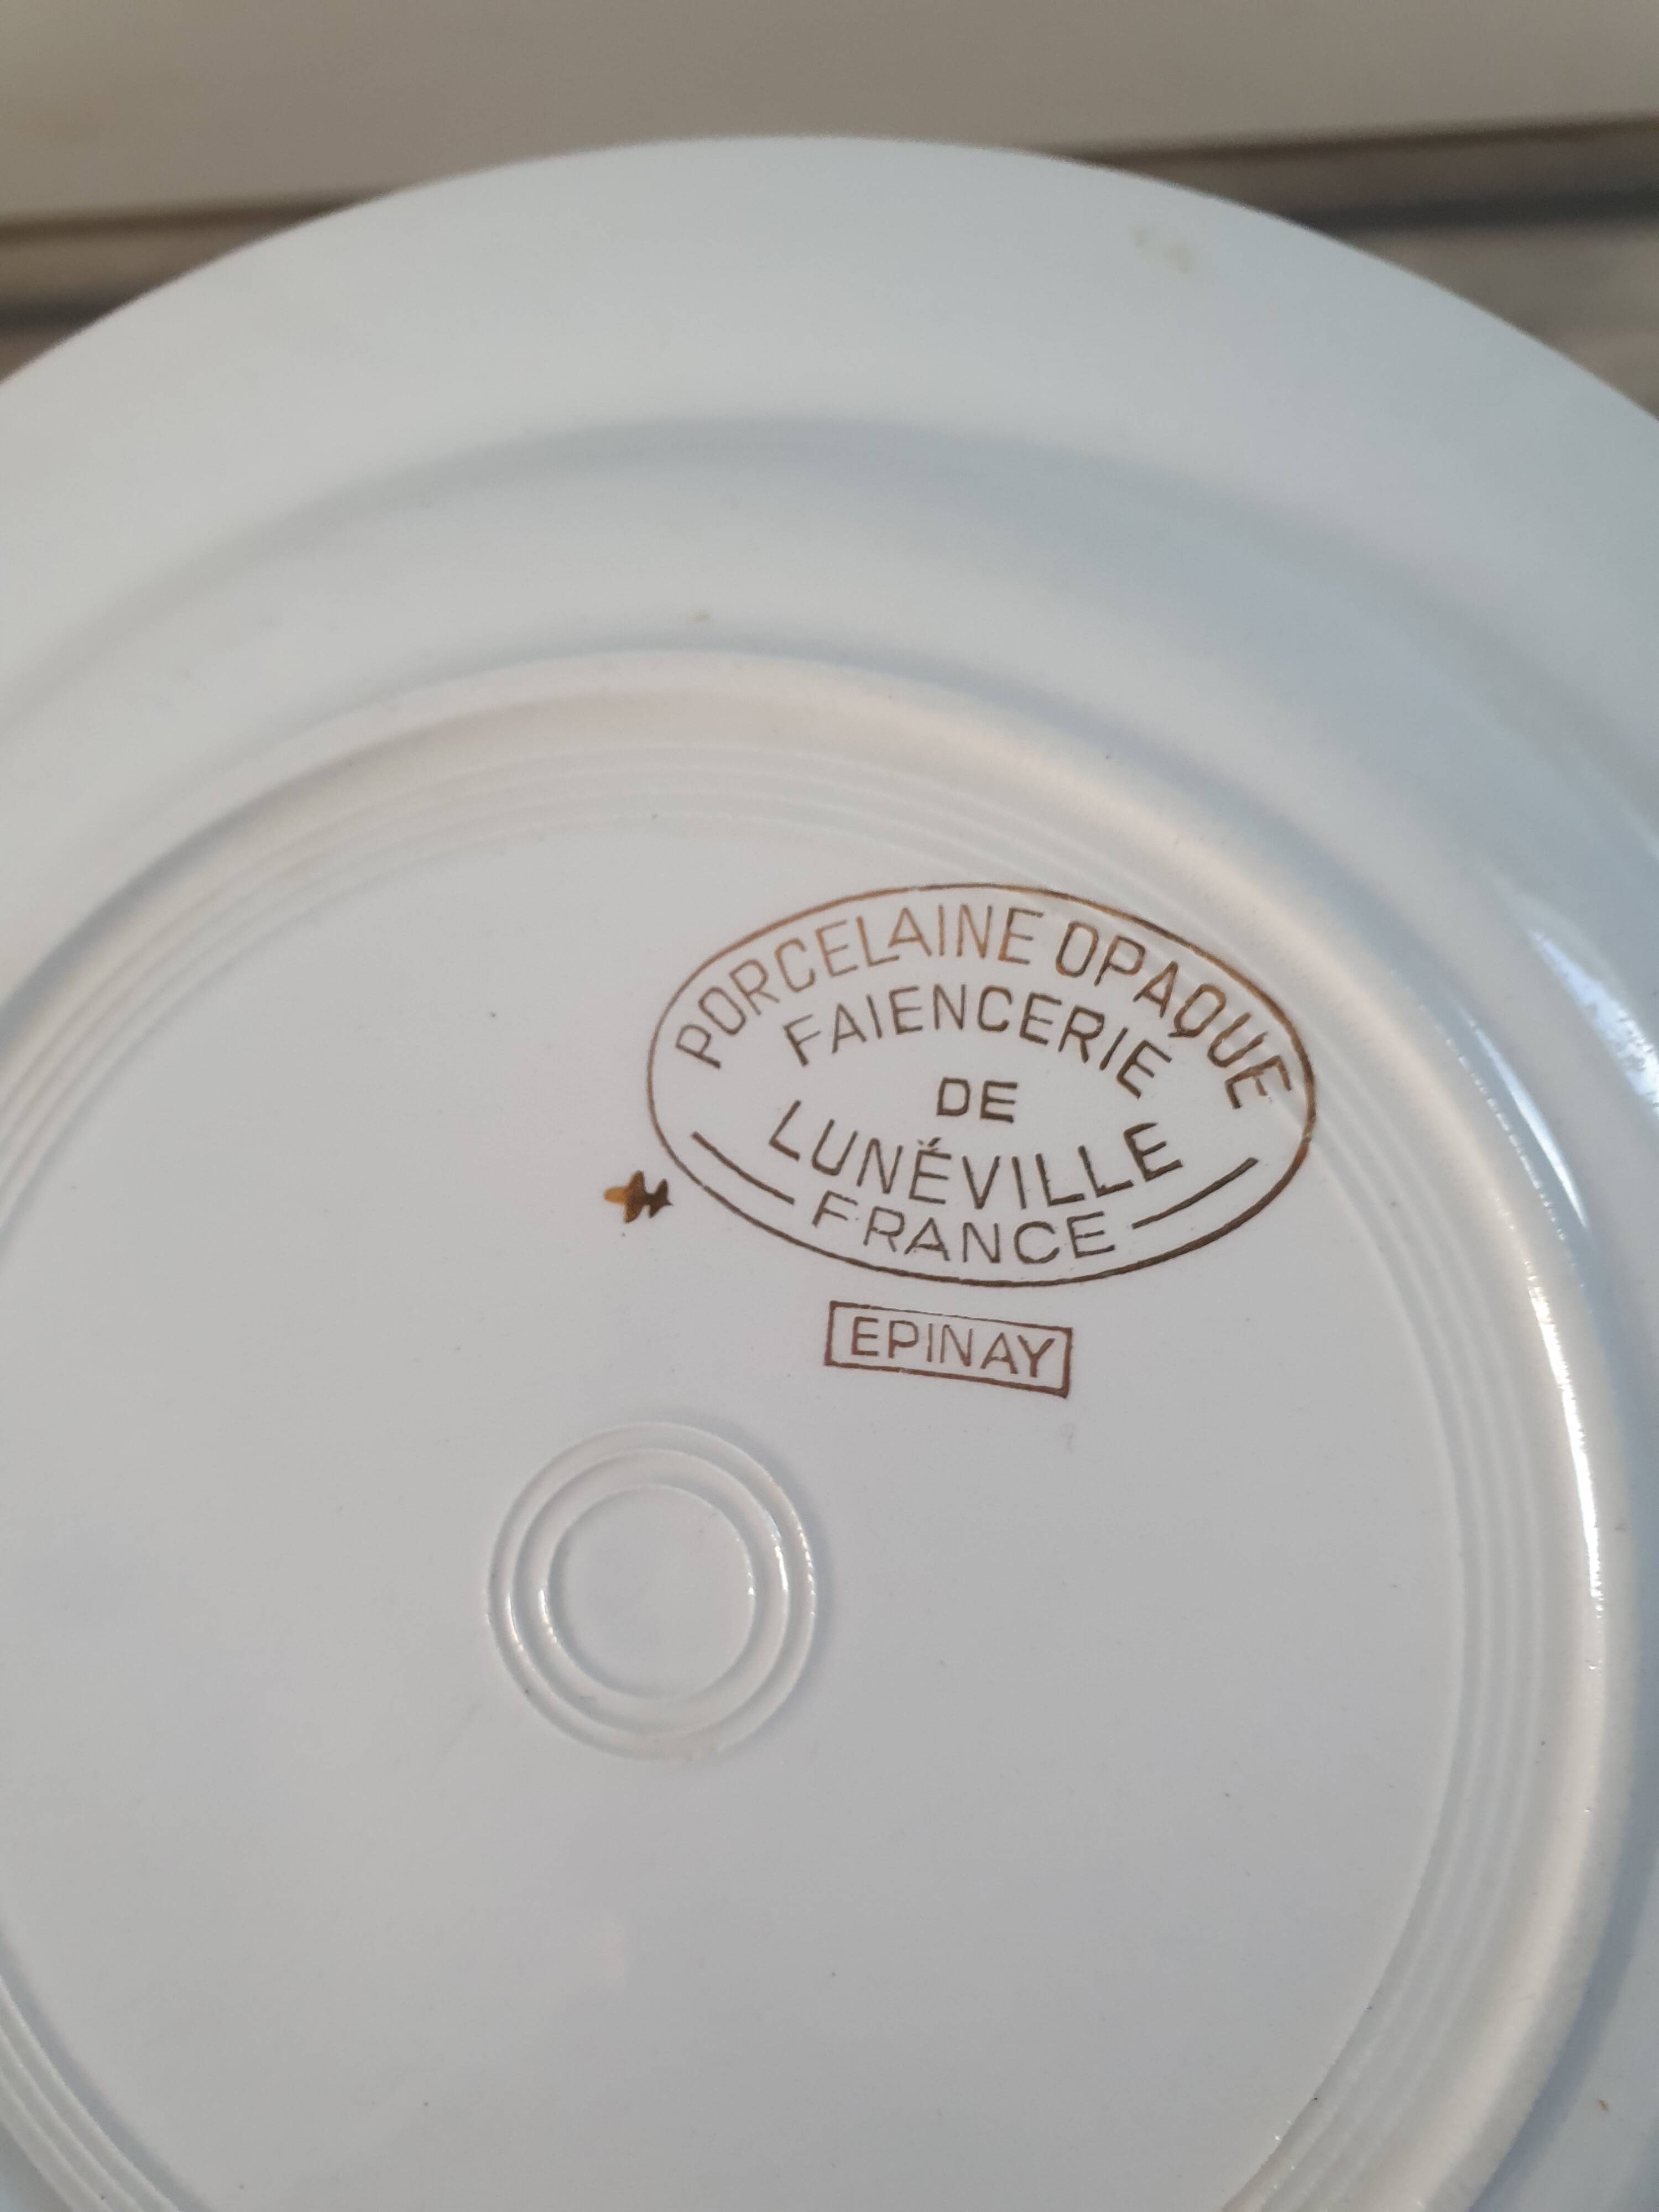 PORCELAINE OPAQUE
FAIENCERIE
DE
LUNÉVILLE
FRANCE
EPINAY